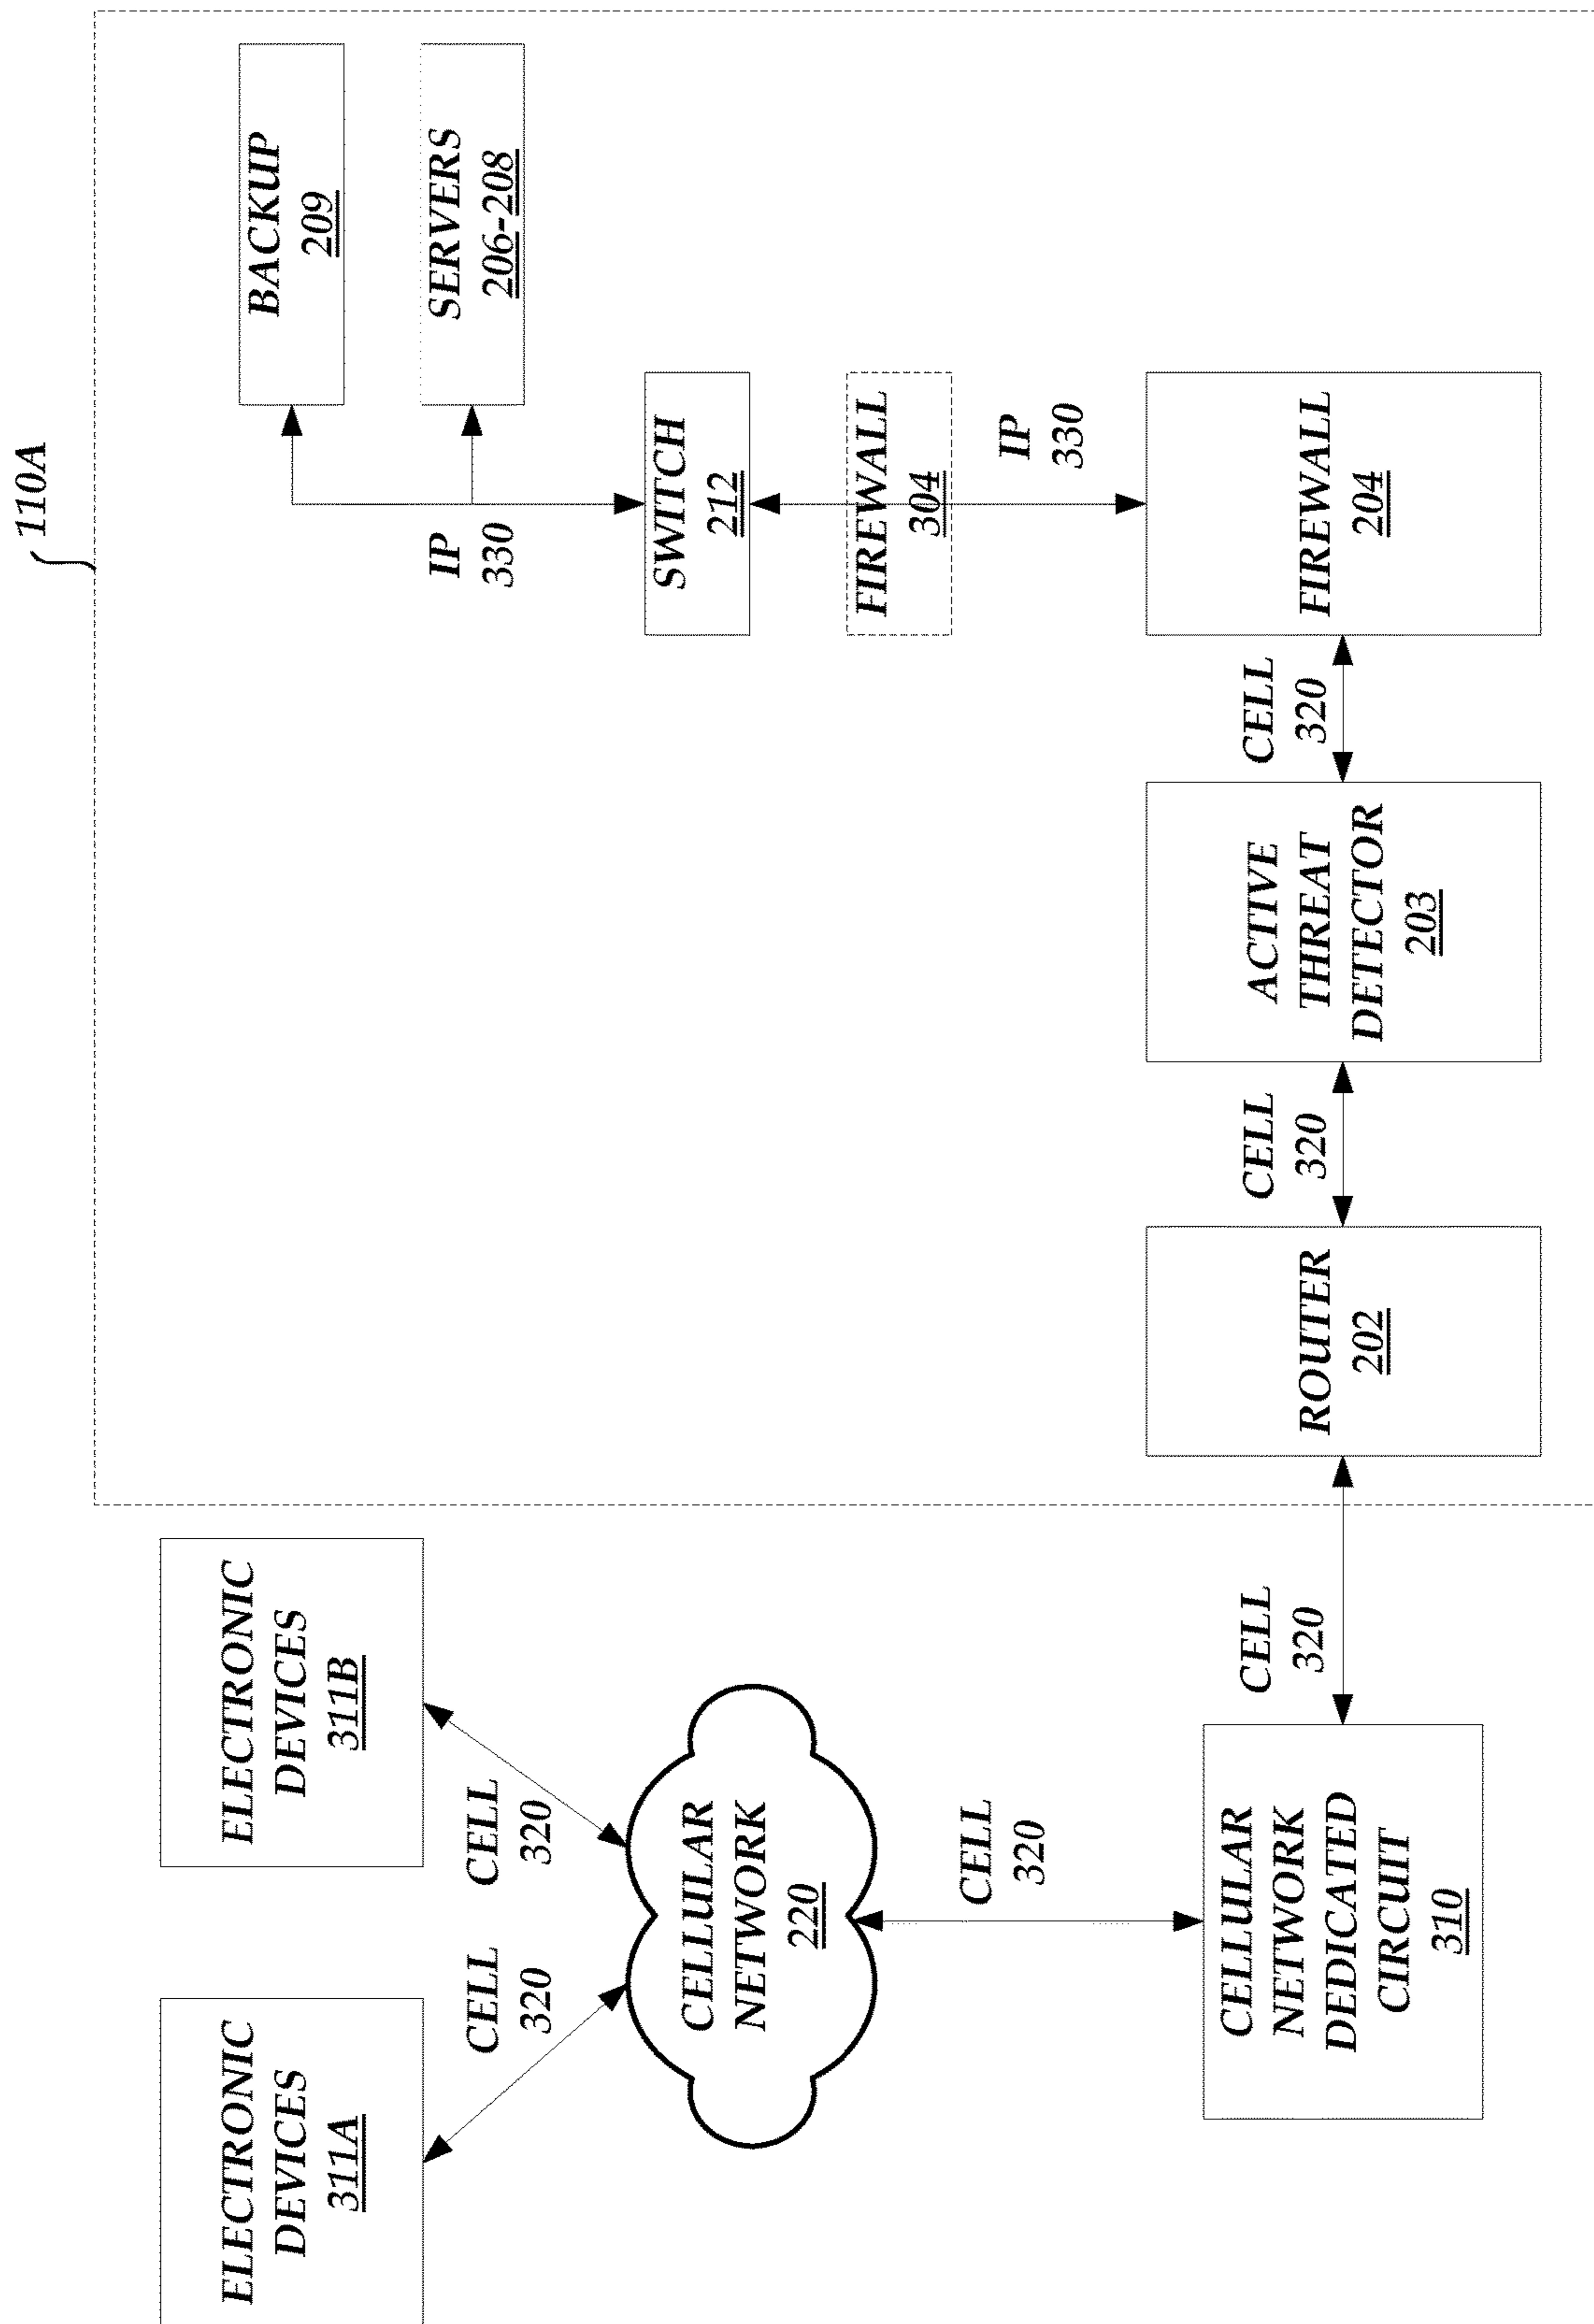 110A
ELECTRONIC
DEVICES
311A
ELECTRONIC
DEVICES
311B
BACKUP
209
SERVERS
206-208
CELL
320
CELL
320
IP
330
CELLULAR
NETWORK
220
SWITCH
212
FIREWALL
304
CELL
320
IP
330
CELLULAR
NETWORK
DEDICATED
CIRCUIT
310
CELL
320
ROUTER
202
CELL
320
ACTIVE
THREAT
DETECTOR
203
CELL
320
FIREWALL
204